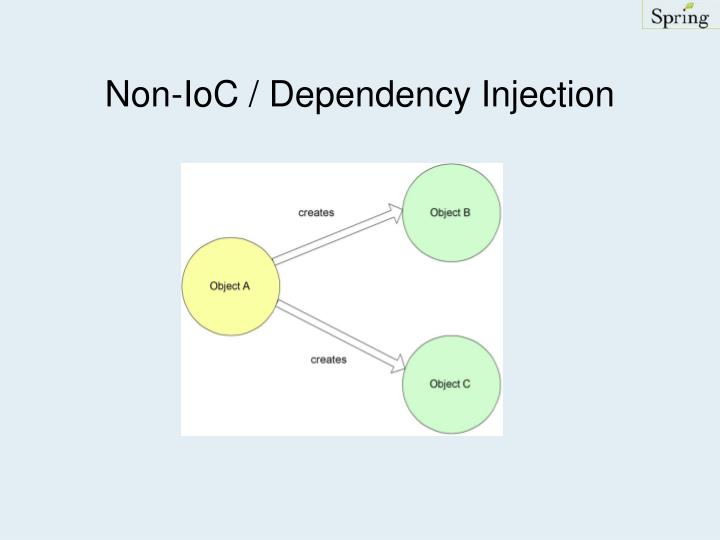 Spring
Non-IoC / Dependency Injection
creates
Object B
Object A
creates
Object C